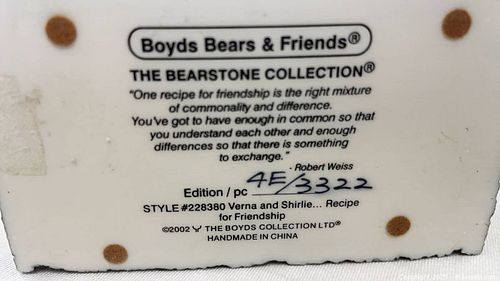 Boyds Bears & Friends®
THE BEARSTONE COLLECTION®
"One recipe for friendship is the right mixture
of commonality and difference.
You've got to have enough in common so that
you understand each other and enough
differences so that there is something
to exchange."
- Robert Weiss
Edition / pc 4E/3322
STYLE #228380 Verna and Shirlie... Recipe
for Friendship
©2002 THE BOYDS COLLECTION LTD®
HANDMADE IN CHINA